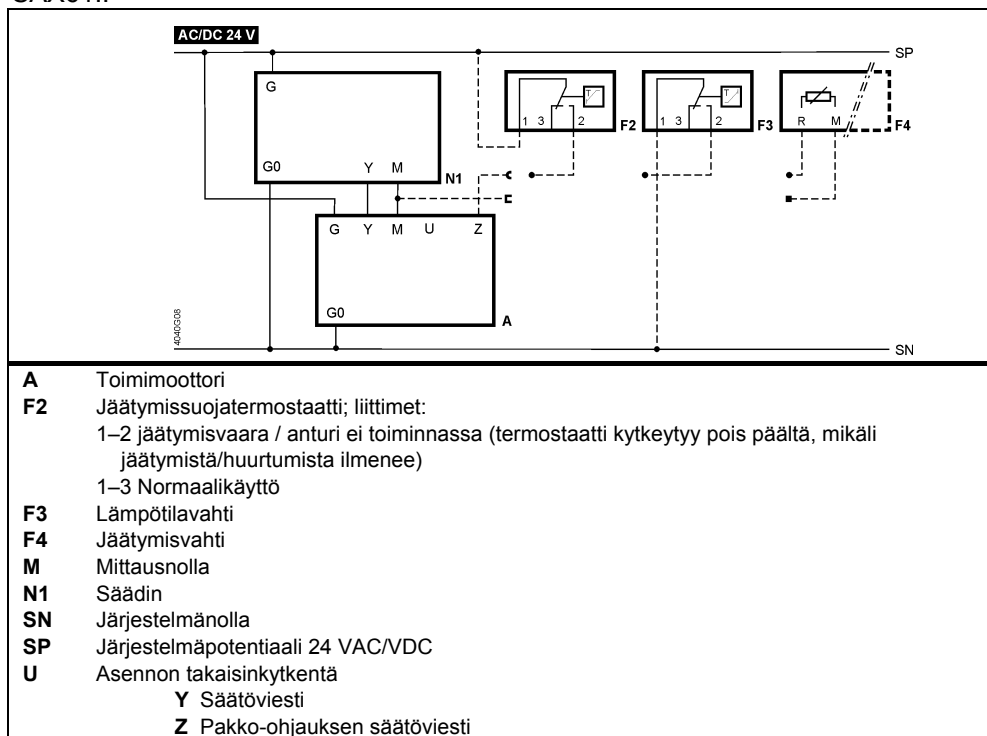 AC/DC 24 V
SP
G
1 3 2
F2
1 3 2
F3
R M
F4
G0 Y M
N1
G Y M U Z
G0
A
4040G08
SN
A Toimimoottori
F2 Jäätymissuojatermostaatti; liittimet:
1–2 jäätymisvaara / anturi ei toiminnassa (termostaatti kytkeytyy pois päältä, mikäli
jäätymistä/huurtumista ilmenee)
1–3 Normaalikäyttö
F3 Lämpötilavahti
F4 Jäätymisvahti
M Mittausnolla
N1 Säädin
SN Järjestelmänolla
SP Järjestelmäpotentiaali 24 VAC/VDC
U Asennon takaisinkytkentä
Y Säätöviesti
Z Pakko-ohjauksen säätöviesti